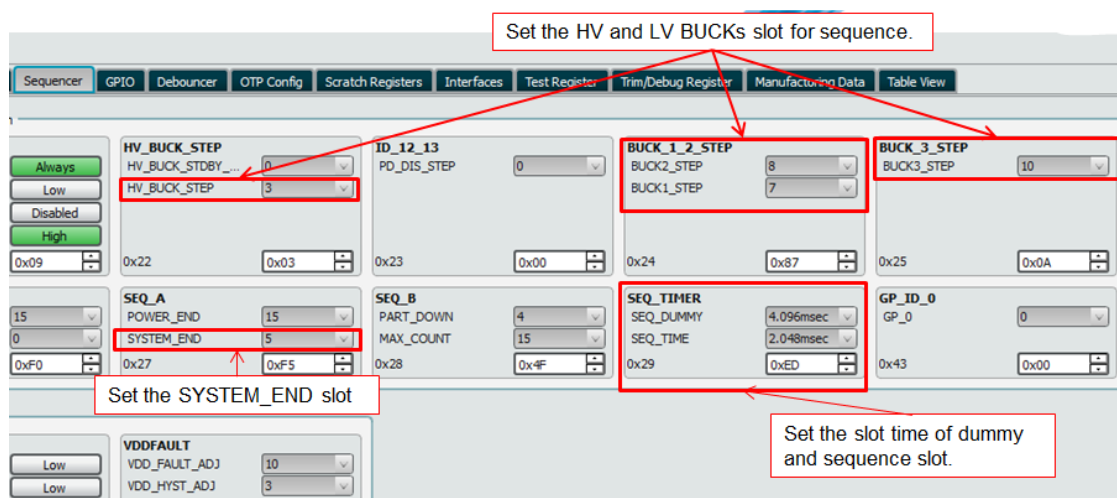 Set the HV and LV BUCKs slot for sequence.
Sequencer GPIO Debouncer OTP Config Scratch Registers Interfaces Test Register Trim/Debug Register Manufacturing Data Table View
HV_BUCK_STEP ID_12_13 BUCK_1_2_STEP BUCK_3_STEP
Always HV_BUCK_STDBY_... 0 PD_DIS_STEP 0 BUCK2_STEP 8 BUCK3_STEP 10
Low HV_BUCK_STEP 3 BUCK1_STEP 7
Disabled
High
0x09 0x22 0x03 0x23 0x00 0x24 0x87 0x25 0x0A
SEQ_A SEQ_B SEQ_TIMER GP_ID_0
15 POWER_END 15 PART_DOWN 4 SEQ_DUMMY 4.096msec GP_0 0
0 SYSTEM_END 5 MAX_COUNT 15 SEQ_TIME 2.048msec
0xF0 0x27 0xF5 0x28 0x4F 0x29 0xED 0x43 0x00
Set the SYSTEM_END slot
Set the slot time of dummy
and sequence slot.
VDDFAULT
Low VDD_FAULT_ADJ 10
Low VDD_HYST_ADJ 3